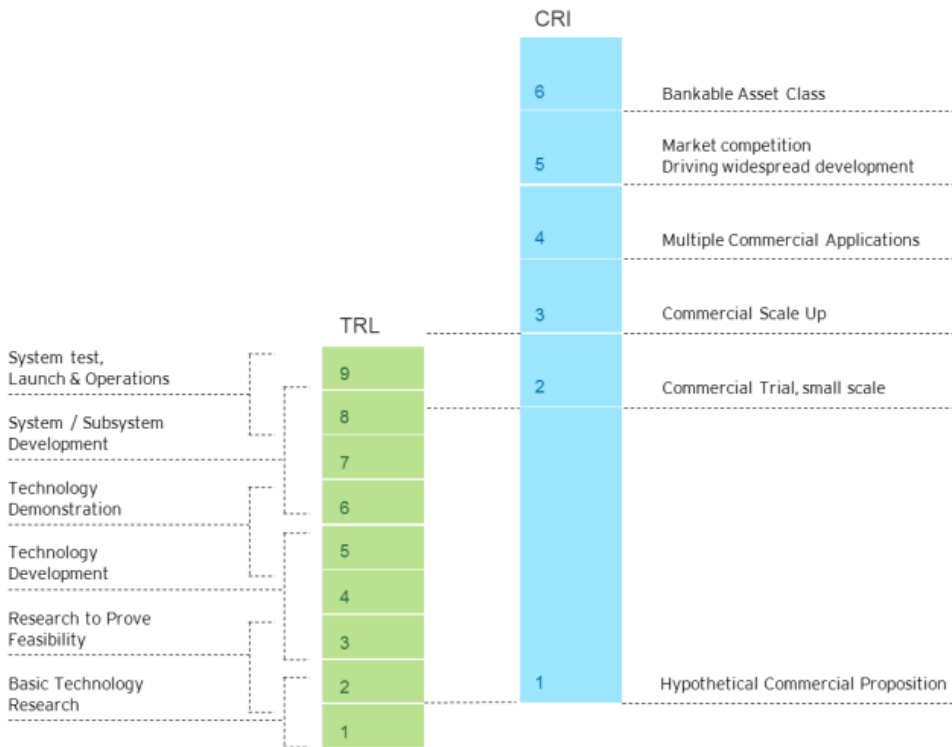 CRI
6
Bankable Asset Class
5
Market competition
Driving widespread development
4
Multiple Commercial Applications
3
Commercial Scale Up
2
Commercial Trial, small scale
1
Hypothetical Commercial Proposition
TRL
9
8
7
6
5
4
3
2
1
System test,
Launch & Operations
System / Subsystem
Development
Technology
Demonstration
Technology
Development
Research to Prove
Feasibility
Basic Technology
Research